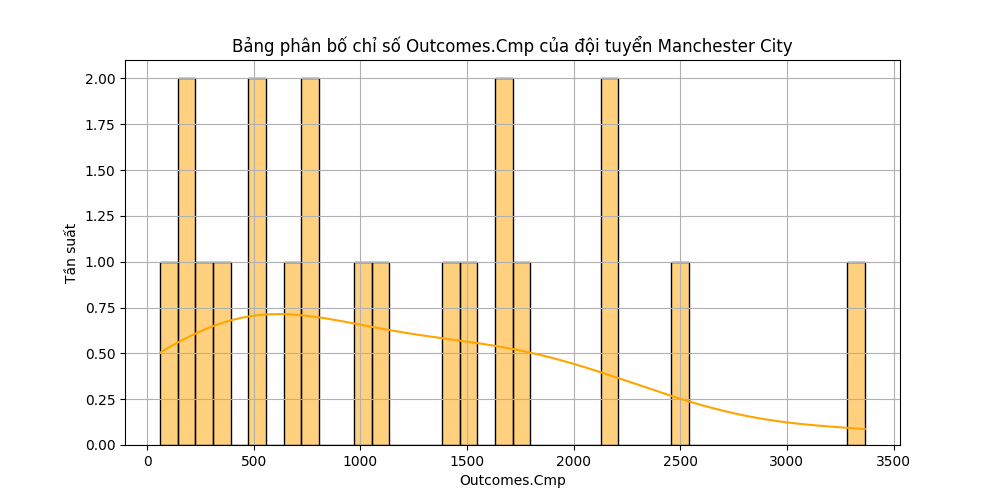 Bảng phân bố chỉ số Outcomes.Cmp của đội tuyển Manchester City
Tần suất
2.00
1.75
1.50
1.25
1.00
0.75
0.50
0.25
0.00
0 500 1000 1500 2000 2500 3000 3500
Outcomes.Cmp